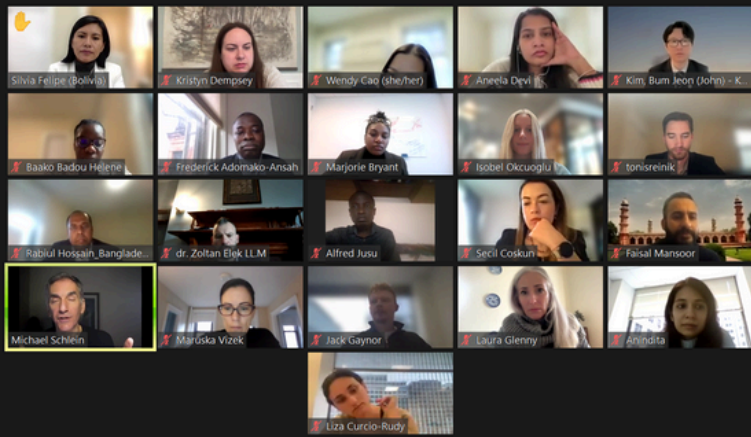 Silvia Felipe (Bolivia)
Kristyn Dempsey
Wendy Cao (she/her)
Aneela Devi
Kim, Bum Jeon (John) - K...
Baako Badou Helene
Frederick Adomako-Ansah
Marjorie Bryant
Isobel Okcuoglu
tonisreinik
Rabiul Hossain_Banglade...
dr. Zoltan Elek LL.M
Alfred Jusu
Secil Coskun
Faisal Mansoor
Michael Schlein
Maruska Vizek
Jack Gaynor
Laura Glenny
Anindita
Liza Curcio-Rudy